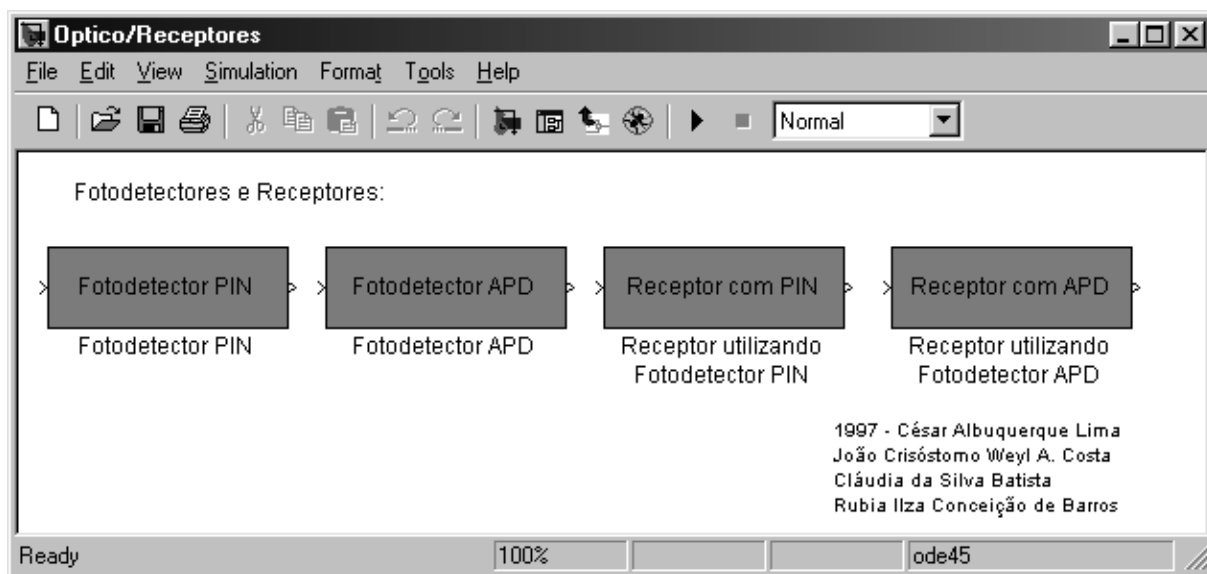 Optico/Receptores
File Edit View Simulation Format Tools Help
Normal
Fotodetectores e Receptores:
Fotodetector PIN
Fotodetector APD
Receptor com PIN
Receptor com APD
Fotodetector PIN
Fotodetector APD
Receptor utilizando
Fotodetector PIN
Receptor utilizando
Fotodetector APD
1997 - César Albuquerque Lima
João Crisóstomo Weyl A. Costa
Cláudia da Silva Batista
Rubia Ilza Conceição de Barros
Ready 100% ode45